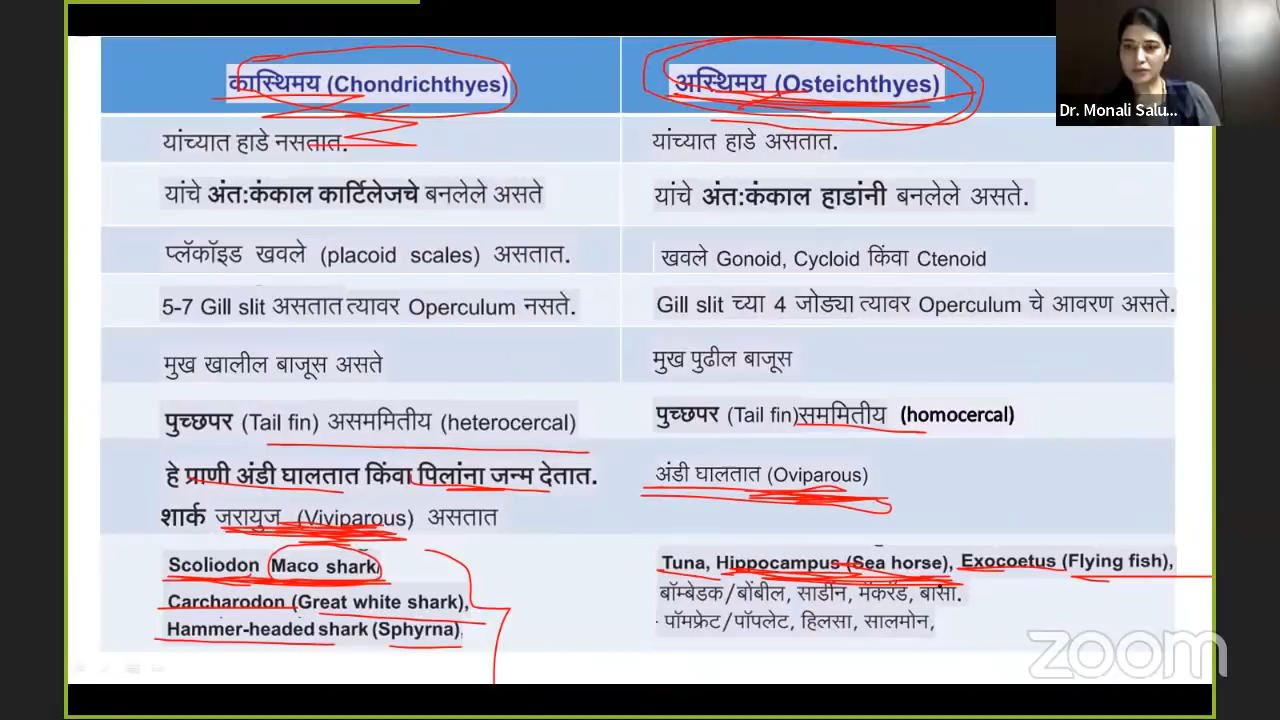 कास्थिमय (Chondrichthyes)
अस्थिमय (Osteichthyes)
Dr. Monali Salu...
यांच्यात हाडे नसतात.
यांच्यात हाडे असतात.
यांचे अंत:कंकाल कार्टिलेजचे बनलेले असते
यांचे अंत:कंकाल हाडांनी बनलेले असते.
प्लॅकॉइड खवले (placoid scales) असतात.
खवले Gonoid, Cycloid किंवा Ctenoid
5-7 Gill slit असतात त्यावर Operculum नसते.
Gill slit च्या 4 जोड्या त्यावर Operculum चे आवरण असते.
मुख खालील बाजूस असते
मुख पुढील बाजूस
पुच्छपर (Tail fin) असममितीय (heterocercal)
पुच्छपर (Tail fin)सममितीय (homocercal)
हे प्राणी अंडी घालतात किंवा पिलांना जन्म देतात.
शार्क जरायुज (Viviparous) असतात
अंडी घालतात (Oviparous)
Scoliodon (Maco shark)
Carcharodon (Great white shark),
Hammer-headed shark (Sphyrna),
Tuna, Hippocampus (Sea horse), Exocoetus (Flying fish),
बॉम्बेडक/बोंबील, सार्डीन, मॅकरॅड, बासा.
पॉमफ्रेट/पॉपलेट, हिलसा, सालमोन,
zoom